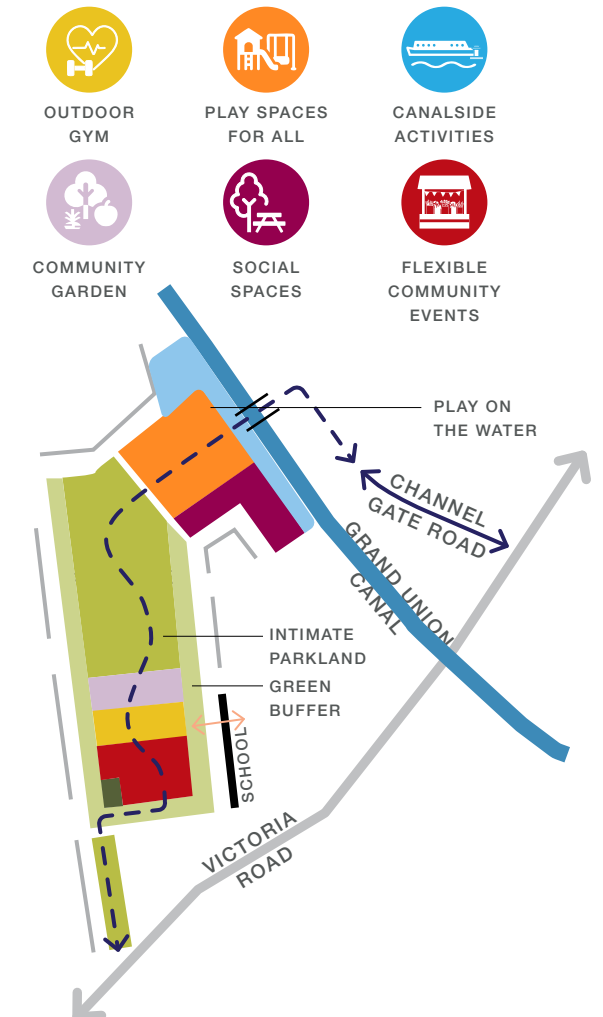 OUTDOOR
GYM
PLAY SPACES
FOR ALL
CANALSIDE
ACTIVITIES
COMMUNITY
GARDEN
SOCIAL
SPACES
FLEXIBLE
COMMUNITY
EVENTS
PLAY ON
THE WATER
CHANNEL
GATE ROAD
GRAND UNION
CANAL
INTIMATE
PARKLAND
GREEN
BUFFER
SCHOOL
VICTORIA
ROAD